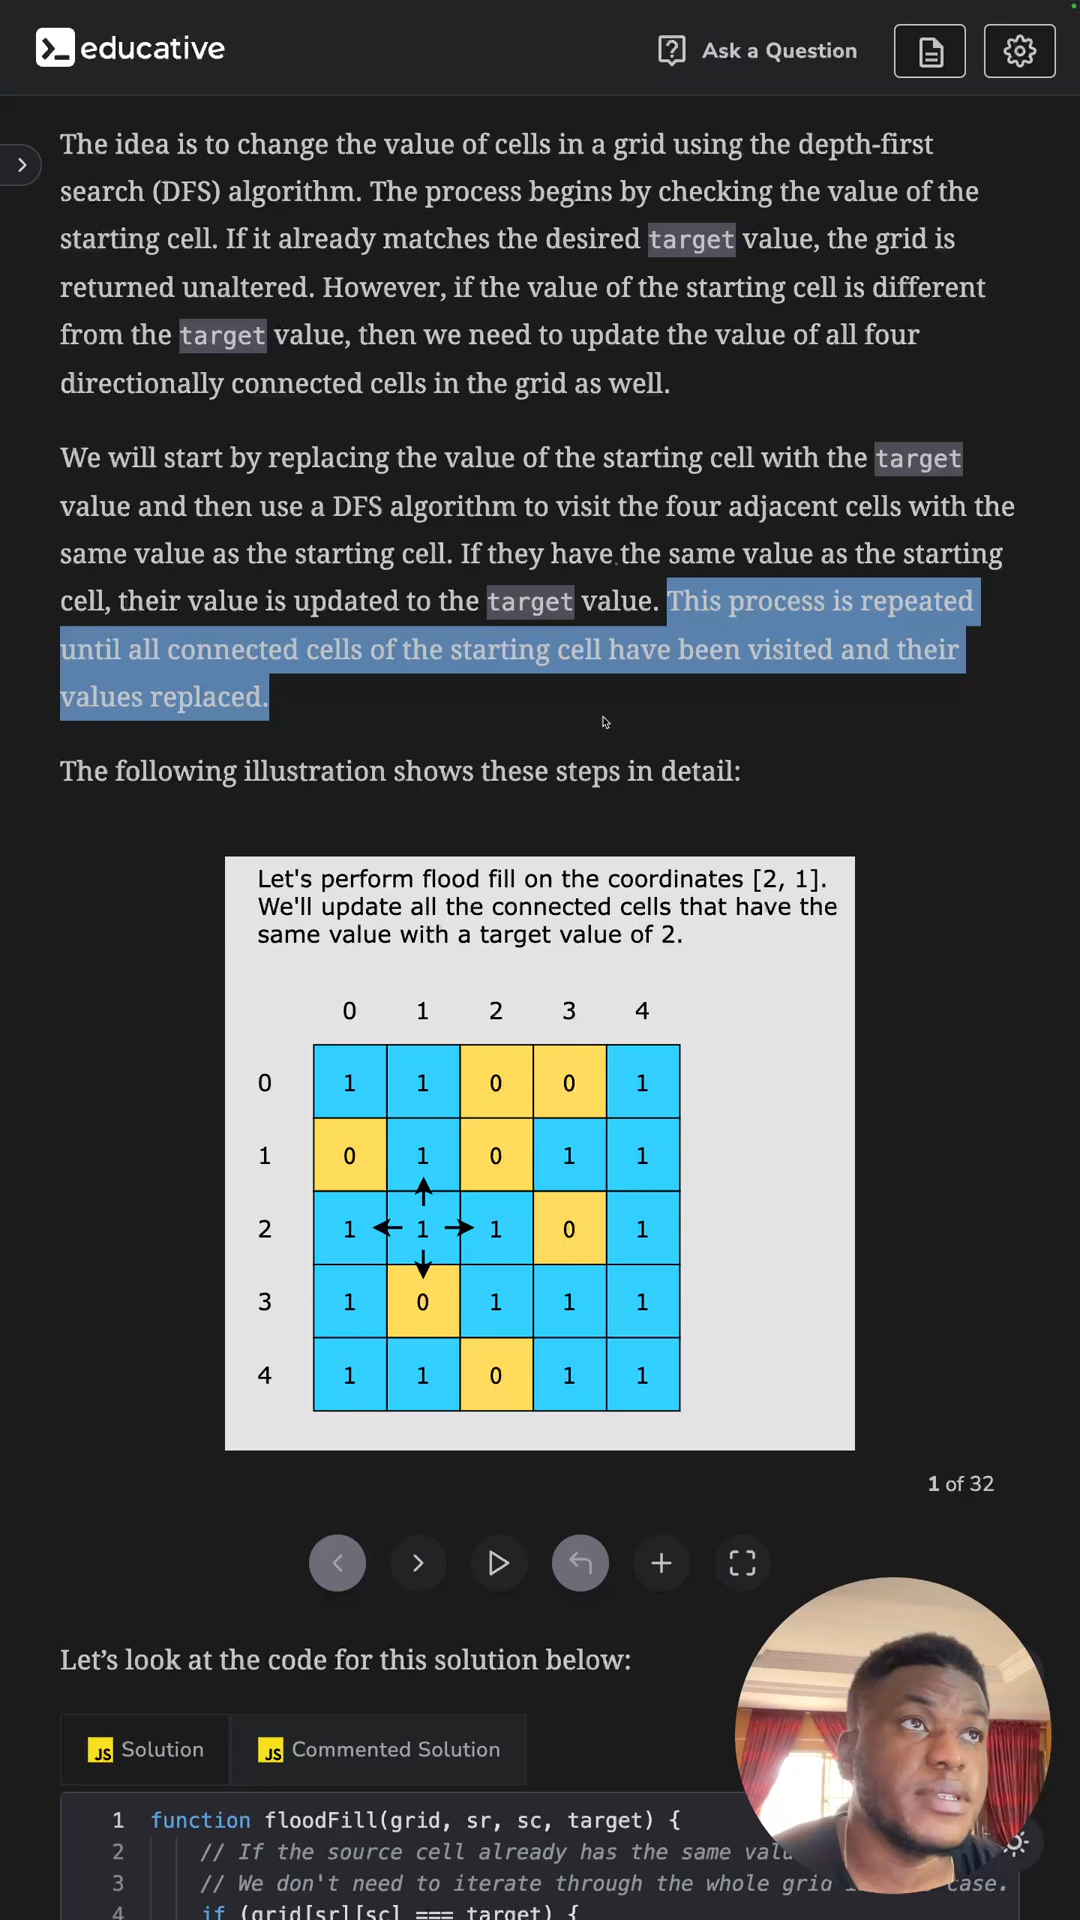 educative
Ask a Question
The idea is to change the value of cells in a grid using the depth-first
search (DFS) algorithm. The process begins by checking the value of the
starting cell. If it already matches the desired target value, the grid is
returned unaltered. However, if the value of the starting cell is different
from the target value, then we need to update the value of all four
directionally connected cells in the grid as well.
We will start by replacing the value of the starting cell with the target
value and then use a DFS algorithm to visit the four adjacent cells with the
same value as the starting cell. If they have the same value as the starting
cell, their value is updated to the target value. This process is repeated
until all connected cells of the starting cell have been visited and their
values replaced.
The following illustration shows these steps in detail:
Let's perform flood fill on the coordinates [2, 1].
We'll update all the connected cells that have the
same value with a target value of 2.
0 1 2 3 4
0 1 1 0 0 1
1 0 1 0 1 1
2 1 1 1 0 1
3 1 0 1 1 1
4 1 1 0 1 1
1 of 32
Let’s look at the code for this solution below:
JS Solution JS Commented Solution
1 function floodFill(grid, sr, sc, target) {
2 // If the source cell already has the same
3 // We don't need to iterate through the whole case.
4 if (grid[sr][sc] === target) {